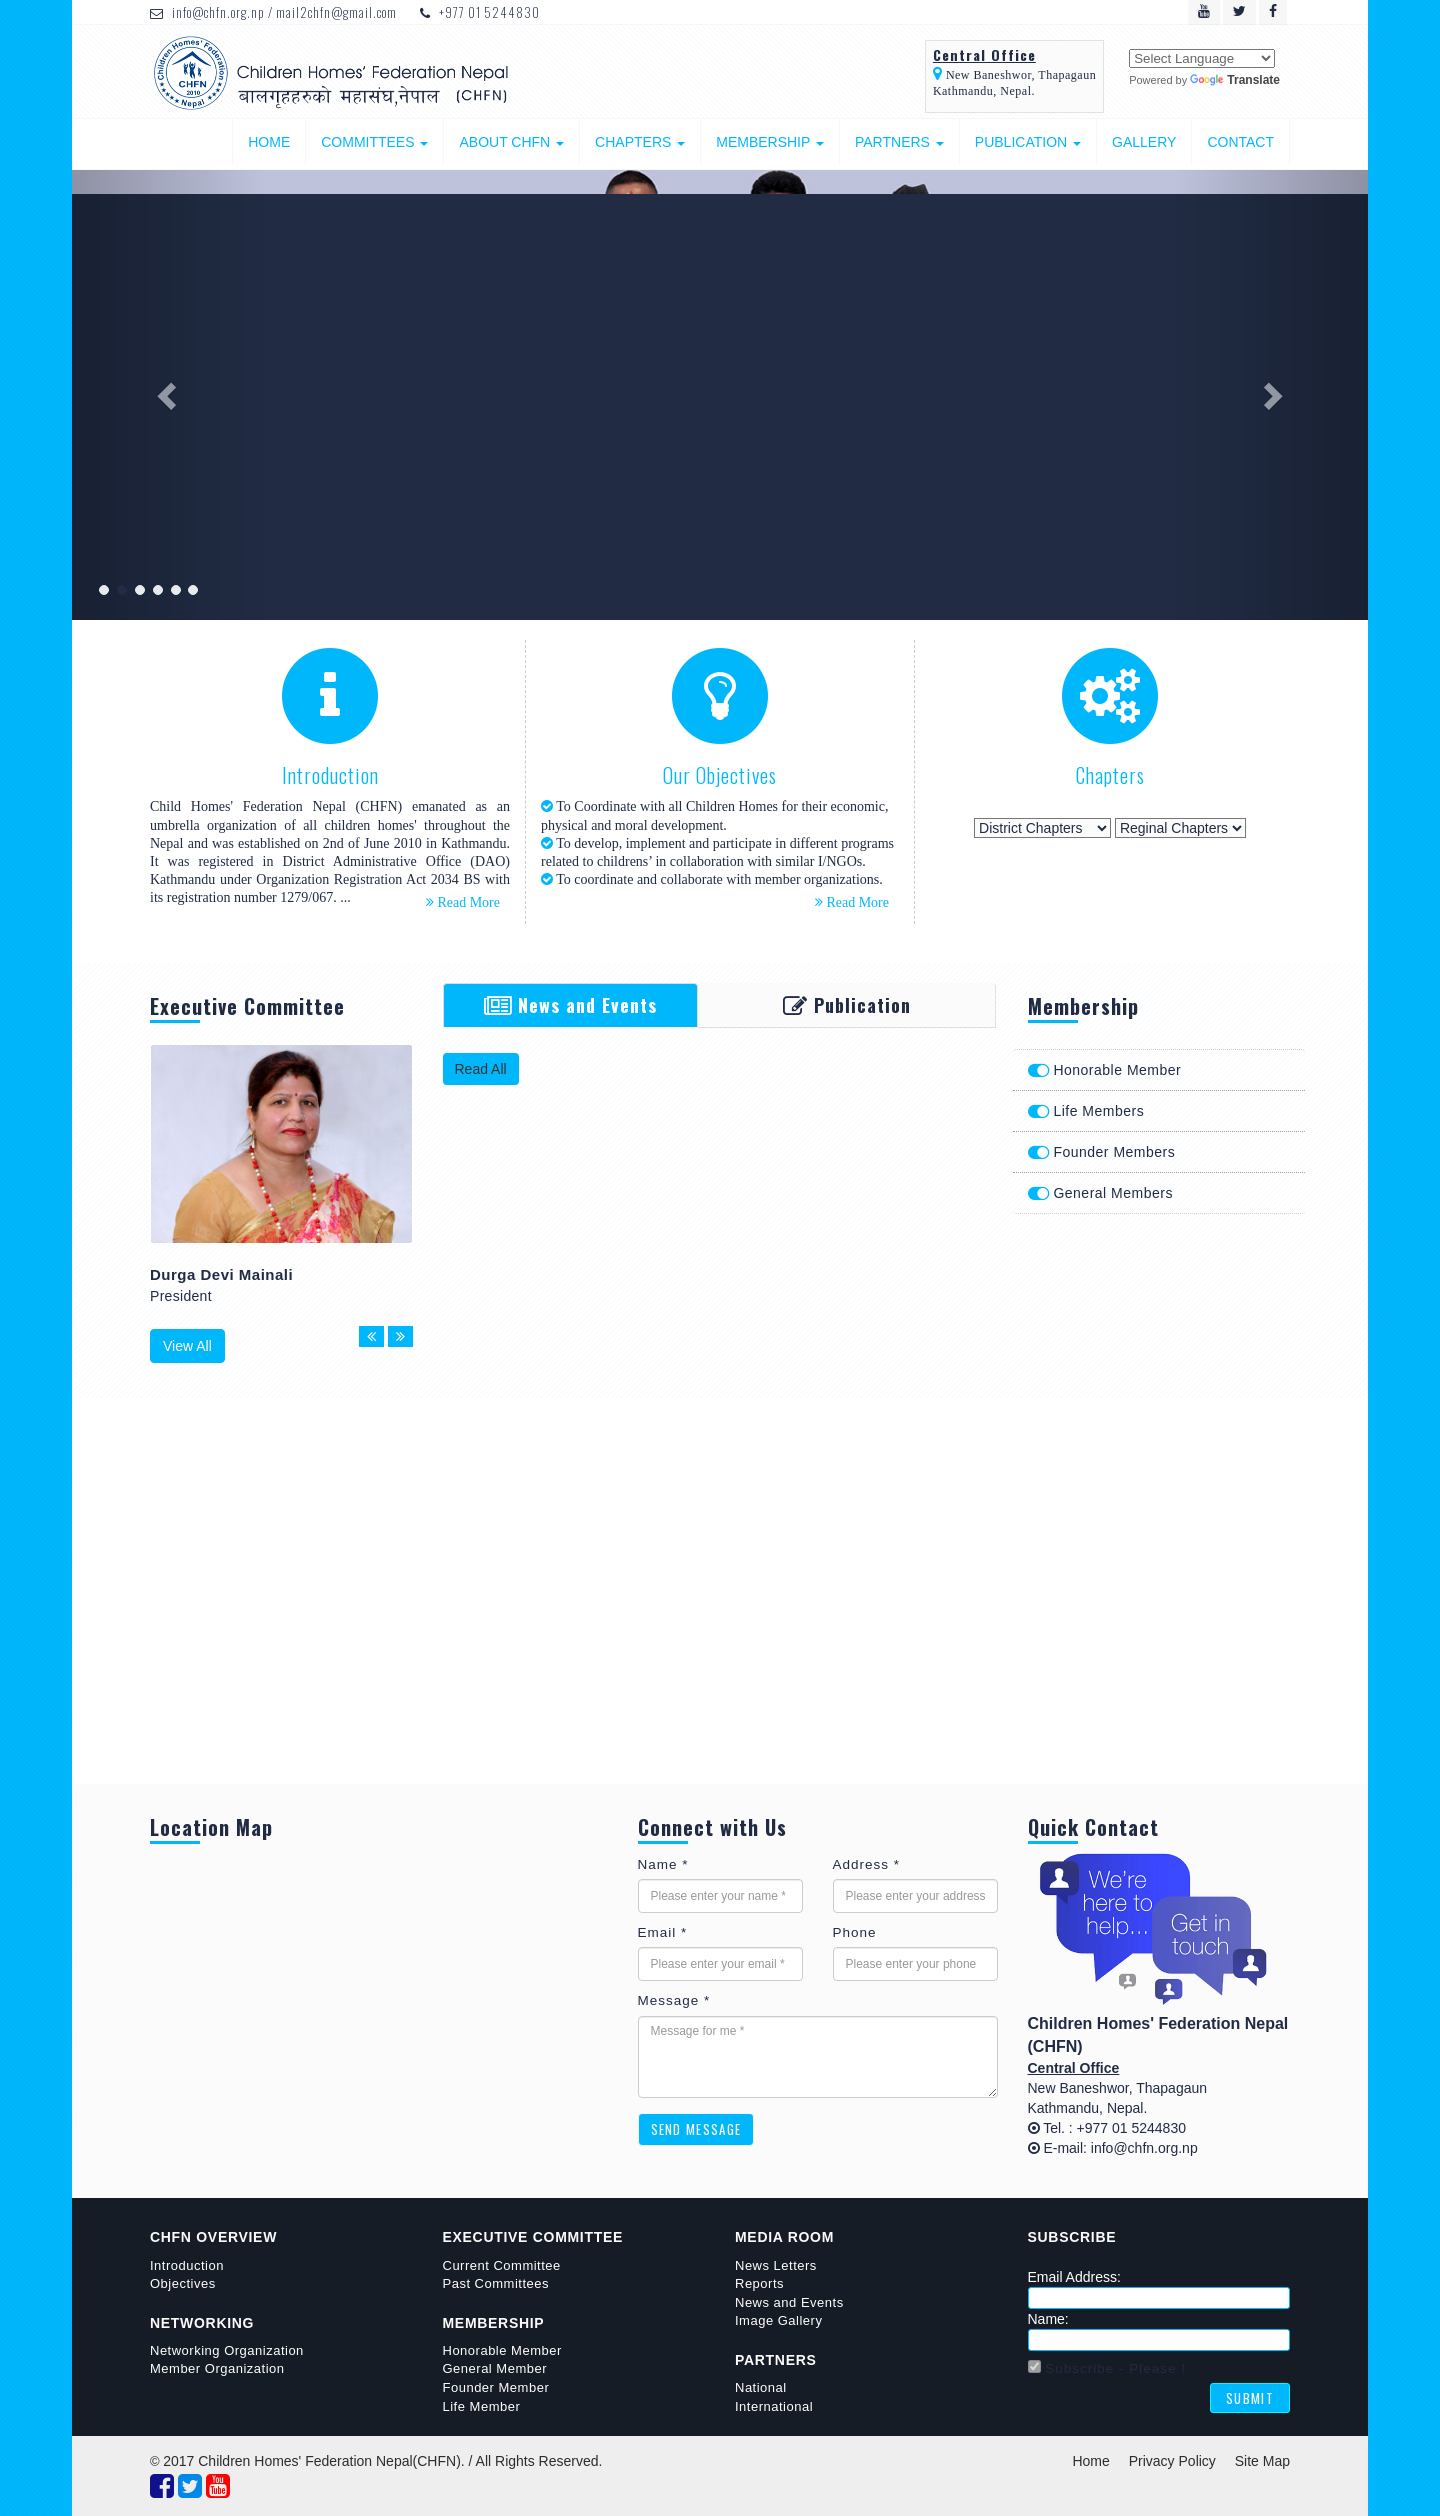 info@chfn.org.np / mail2chfn@gmail.com +977 01 5244830
Children Homes' Federation Nepal
बालगृहहरुको महासंघ,नेपाल (CHFN)
CHFN
2010
Central Office
New Baneshwor, Thapagaun
Kathmandu, Nepal.
Select Language
Powered by Google Translate
HOME COMMITTEES ABOUT CHFN CHAPTERS MEMBERSHIP PARTNERS PUBLICATION GALLERY CONTACT
Introduction
Child Homes' Federation Nepal (CHFN) emanated as an
umbrella organization of all children homes' throughout the
Nepal and was established on 2nd of June 2010 in Kathmandu.
It was registered in District Administrative Office (DAO)
Kathmandu under Organization Registration Act 2034 BS with
its registration number 1279/067. ...
Read More
Our Objectives
To Coordinate with all Children Homes for their economic,
physical and moral development.
To develop, implement and participate in different programs
related to childrens’ in collaboration with similar I/NGOs.
To coordinate and collaborate with member organizations.
Read More
Chapters
District Chapters Reginal Chapters
Executive Committee
Durga Devi Mainali
President
View All
News and Events
Publication
Read All
Membership
Honorable Member
Life Members
Founder Members
General Members
Location Map
Connect with Us
Name * Address *
Please enter your name * Please enter your address
Email * Phone
Please enter your email * Please enter your phone
Message *
Message for me *
SEND MESSAGE
Quick Contact
We're
here to
help...
Get in
touch
Children Homes' Federation Nepal
(CHFN)
Central Office
New Baneshwor, Thapagaun
Kathmandu, Nepal.
Tel. : +977 01 5244830
E-mail: info@chfn.org.np
CHFN OVERVIEW
Introduction
Objectives
NETWORKING
Networking Organization
Member Organization
EXECUTIVE COMMITTEE
Current Committee
Past Committees
MEMBERSHIP
Honorable Member
General Member
Founder Member
Life Member
MEDIA ROOM
News Letters
Reports
News and Events
Image Gallery
PARTNERS
National
International
SUBSCRIBE
Email Address:
Name:
Subscribe - Please !
SUBMIT
© 2017 Children Homes' Federation Nepal(CHFN). / All Rights Reserved.
Home Privacy Policy Site Map